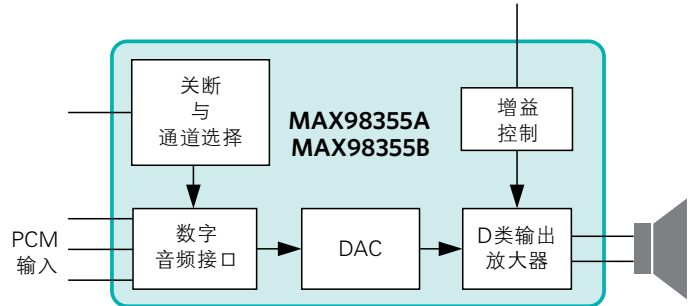 关断
与
通道选择
MAX98355A
MAX98355B
增益
控制
PCM
输入
数字
音频接口
DAC
D类输出
放大器